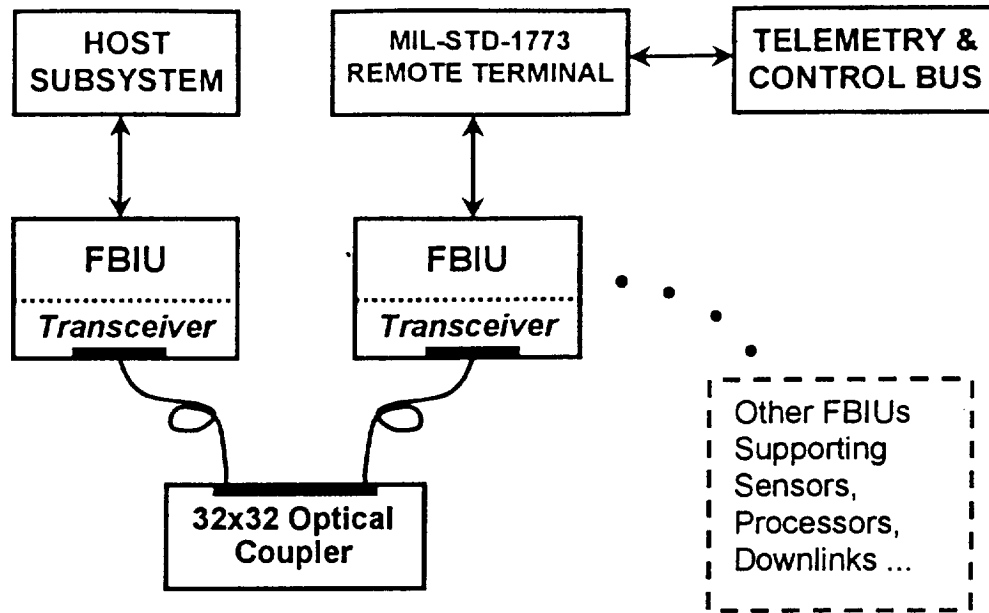 HOST
SUBSYSTEM
MIL-STD-1773
REMOTE TERMINAL
TELEMETRY &
CONTROL BUS
FBIU
Transceiver
FBIU
Transceiver
32x32 Optical
Coupler
Other FBIUs
Supporting
Sensors,
Processors,
Downlinks ...